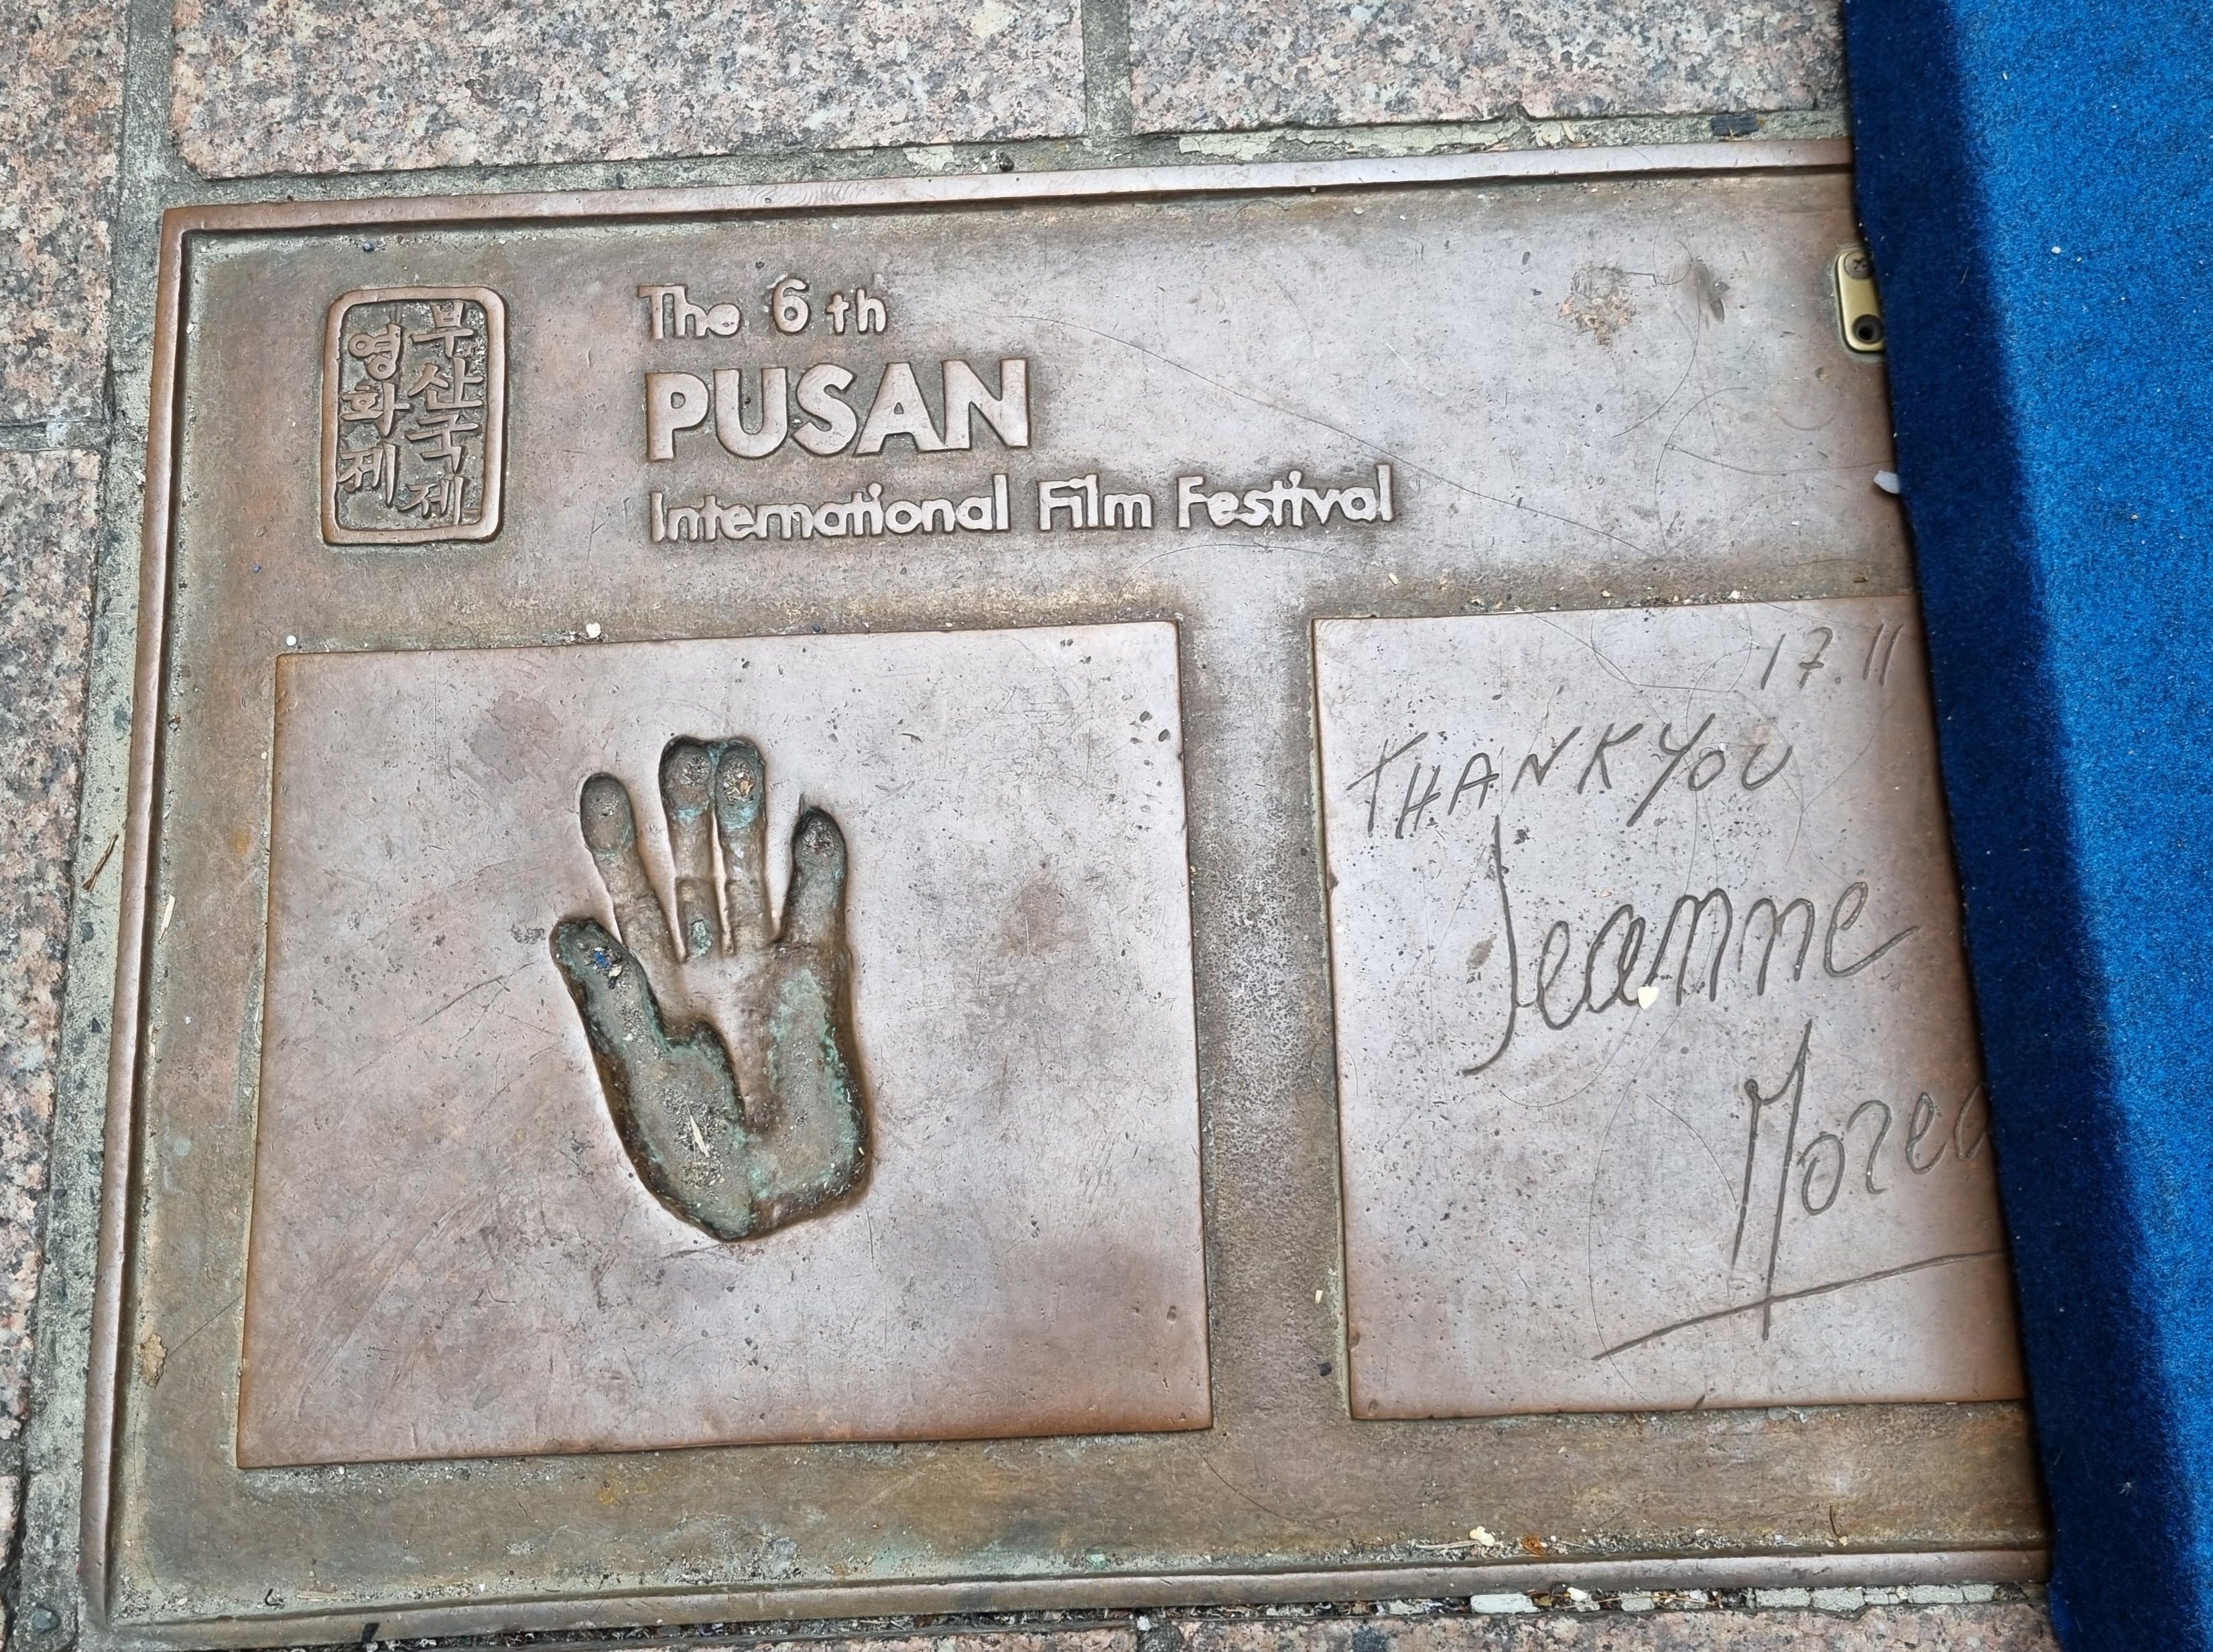 부산국제
영화제
The 6th
PUSAN
International Film Festival
17.11
THANK YOU
Jeanne
Morea